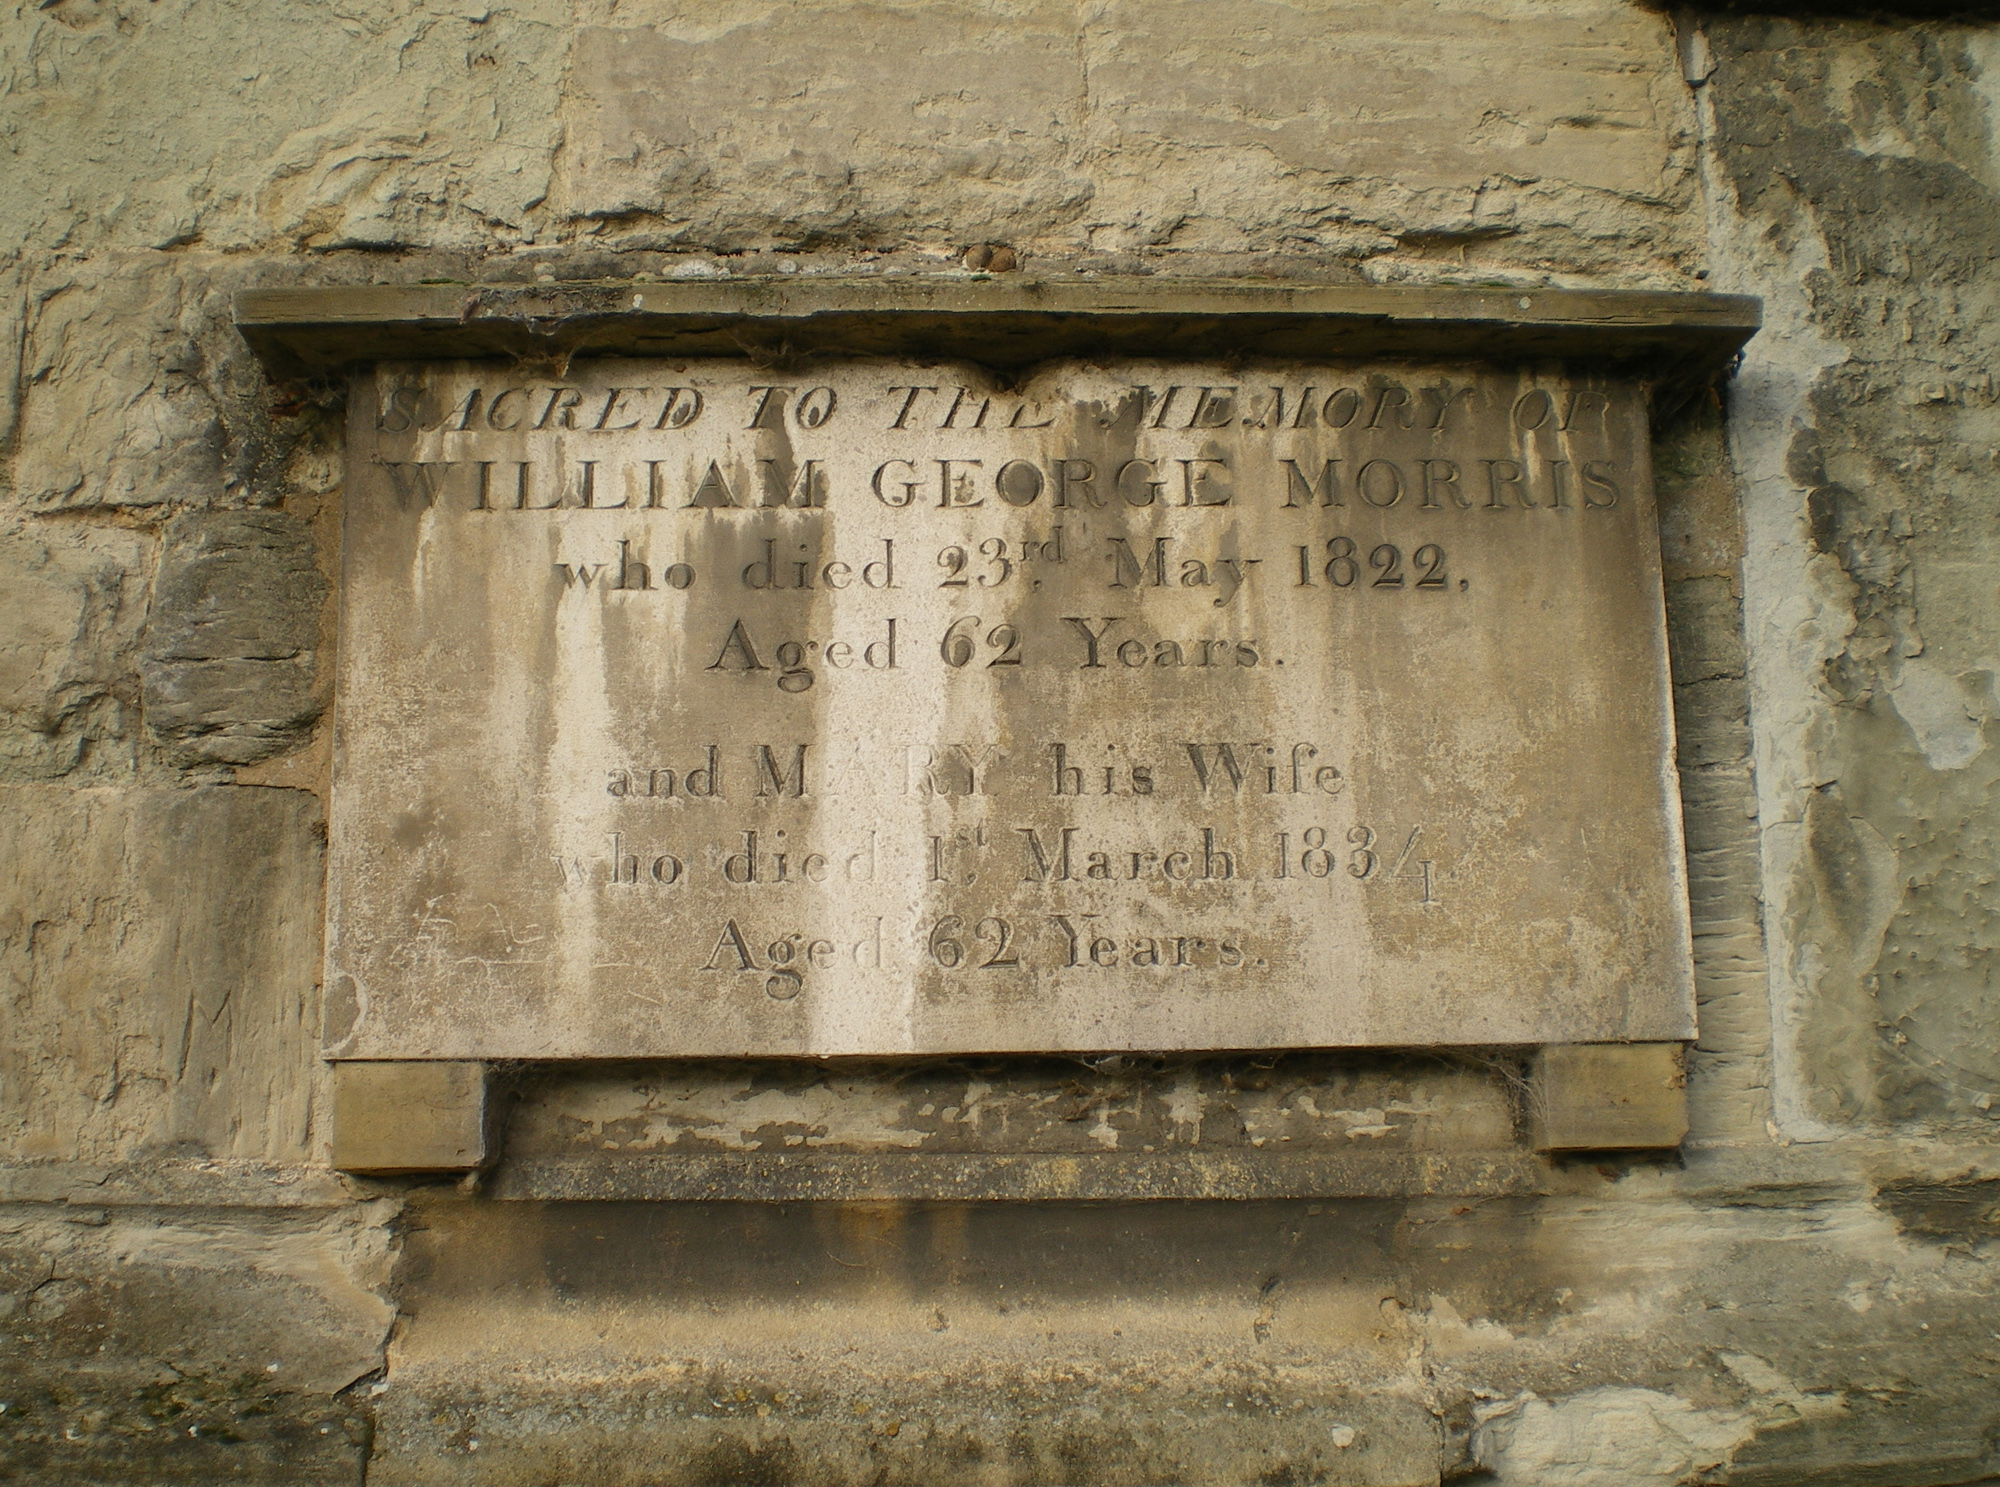 SACRED TO THE MEMORY OF
WILLIAM GEORGE MORRIS
who died 23rd. May 1822,
Aged 62 Years.
and MARY his Wife
who died 1st. March 1834.
Aged 62 Years.
M